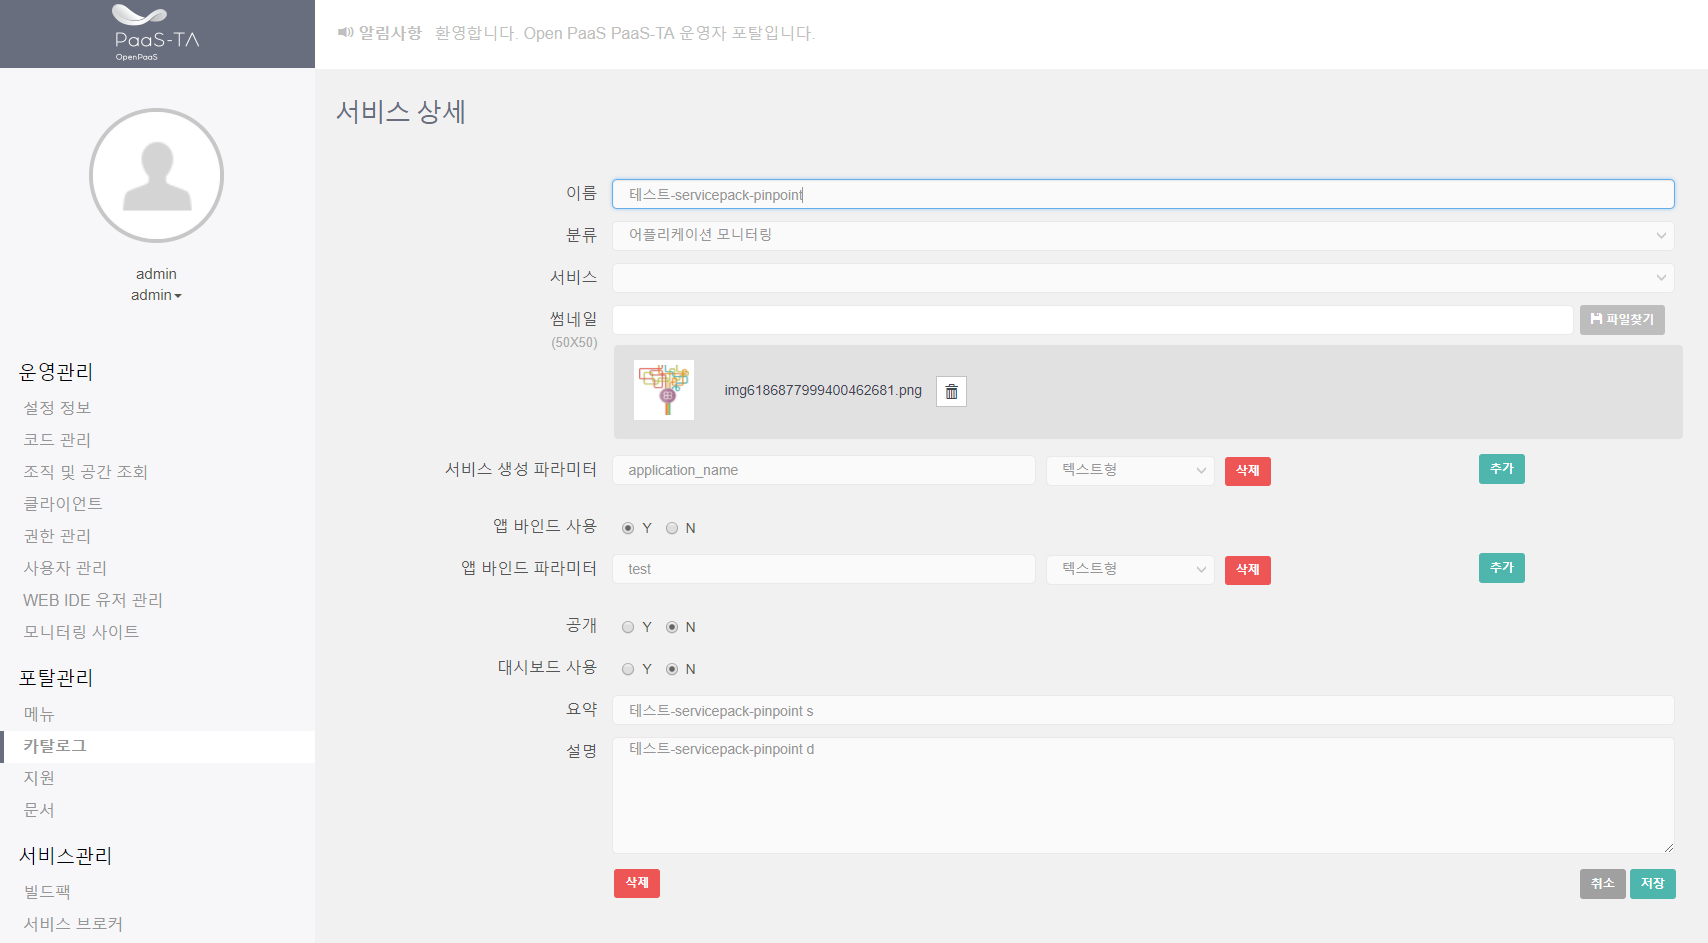 PaaS-TA
OpenPaaS
알림사항 환영합니다. Open PaaS PaaS-TA 운영자 포탈입니다.
admin
admin
운영관리
설정 정보
코드 관리
조직 및 공간 조회
클라이언트
권한 관리
사용자 관리
WEB IDE 유저 관리
모니터링 사이트
포탈관리
메뉴
카탈로그
지원
문서
서비스관리
빌드팩
서비스 브로커
서비스 상세
이름 테스트-servicepack-pinpoint
분류 어플리케이션 모니터링
서비스
썸네일 파일찾기
(50X50)
img6186877999400462681.png
서비스 생성 파라미터 application_name 텍스트형 삭제 추가
앱 바인드 사용 Y N
앱 바인드 파라미터 test 텍스트형 삭제 추가
공개 Y N
대시보드 사용 Y N
요약 테스트-servicepack-pinpoint s
설명 테스트-servicepack-pinpoint d
삭제 취소 저장